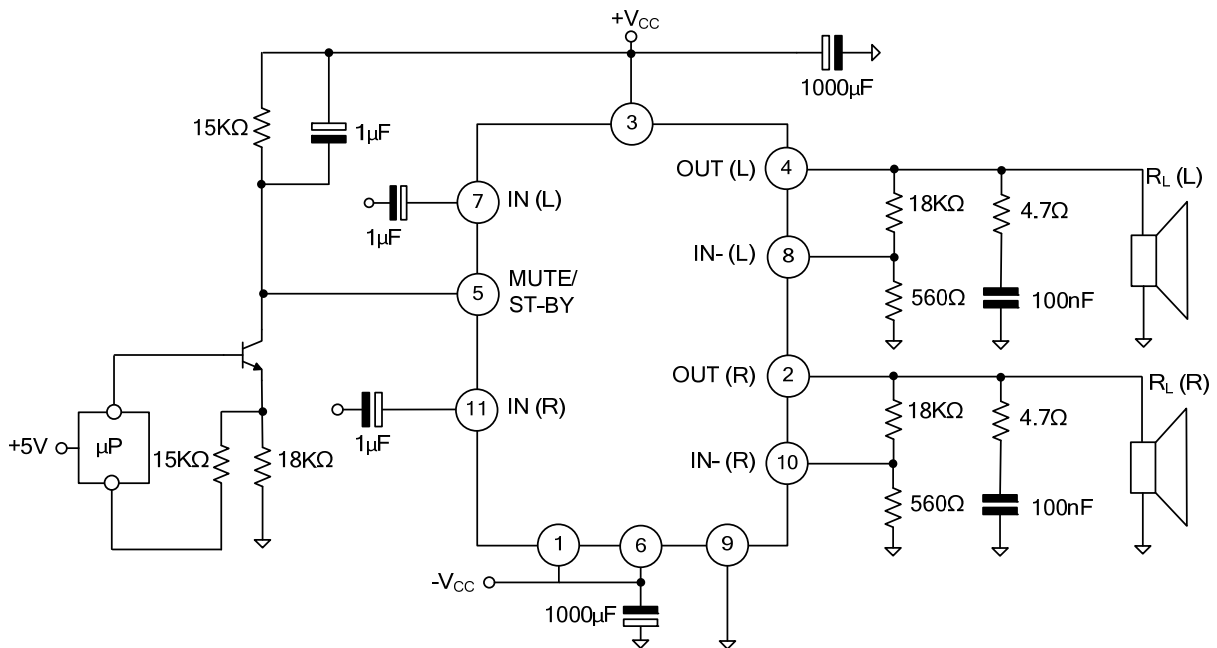 +VCC
1000µF
15KΩ
1µF
3
OUT (L)
4
RL (L)
7
IN (L)
1µF
18KΩ
4.7Ω
IN- (L)
8
5
MUTE/
ST-BY
560Ω
100nF
OUT (R)
2
RL (R)
11
IN (R)
1µF
18KΩ
4.7Ω
+5V
µP
15KΩ
18KΩ
IN- (R)
10
560Ω
100nF
1
6
9
-VCC
1000µF